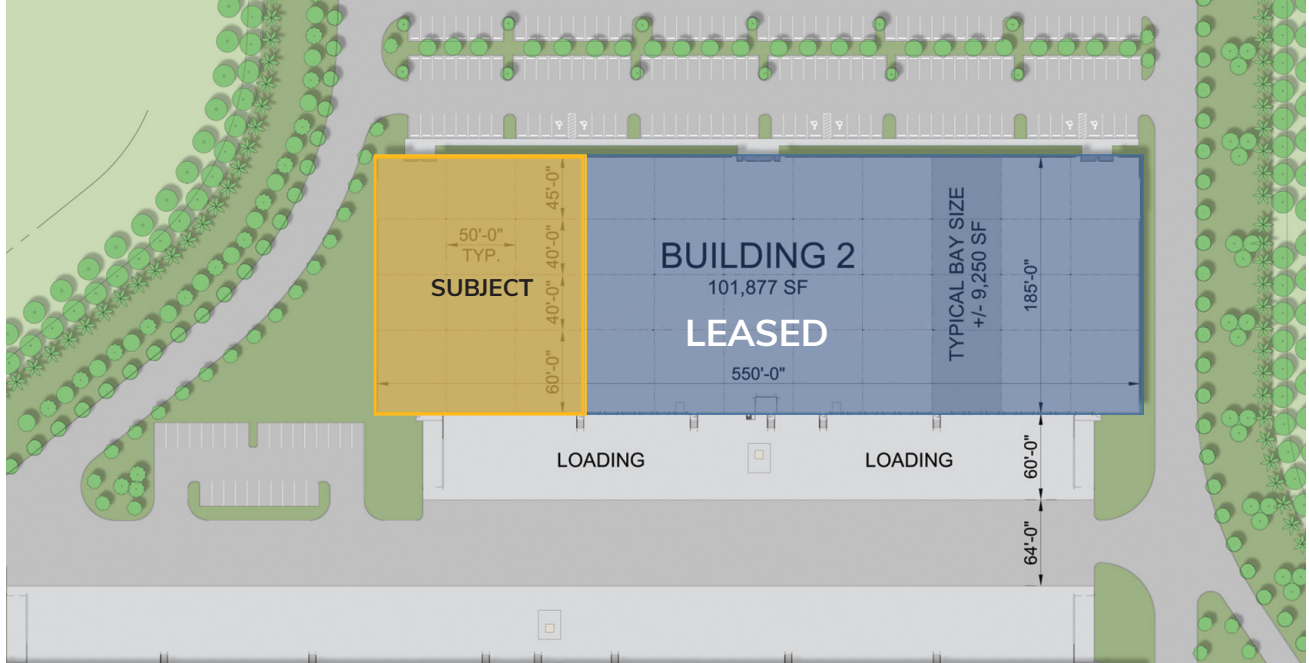 45'-0"
50'-0"
TYP.
40'-0"
SUBJECT
40'-0"
60'-0"
BUILDING 2
101,877 SF
LEASED
550'-0"
TYPICAL BAY SIZE
+/- 9,250 SF
185'-0"
LOADING
LOADING
60'-0"
64'-0"